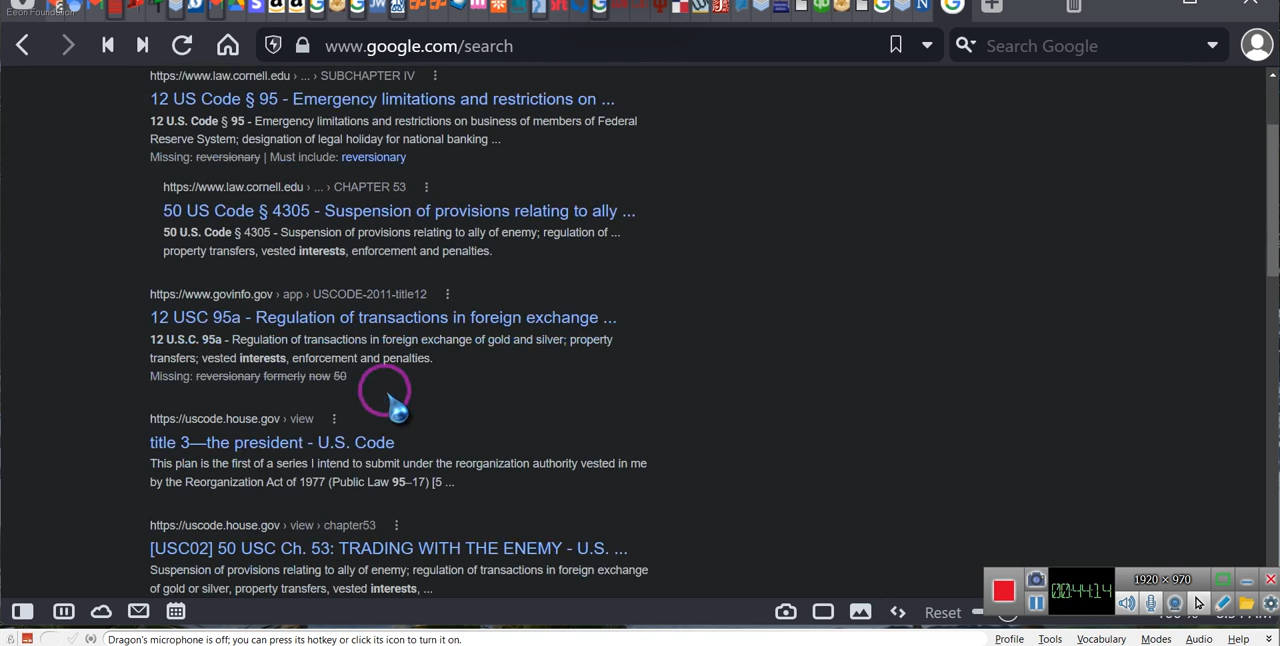 Eeon Foundation
www.google.com/search
Search Google
https://www.law.cornell.edu › ... › SUBCHAPTER IV
12 US Code § 95 - Emergency limitations and restrictions on ...
12 U.S. Code § 95 - Emergency limitations and restrictions on business of members of Federal
Reserve System; designation of legal holiday for national banking ...
Missing: reversionary | Must include: reversionary
https://www.law.cornell.edu › ... › CHAPTER 53
50 US Code § 4305 - Suspension of provisions relating to ally ...
50 U.S. Code § 4305 - Suspension of provisions relating to ally of enemy; regulation of ...
property transfers, vested interests, enforcement and penalties.
https://www.govinfo.gov › app › USCODE-2011-title12
12 USC 95a - Regulation of transactions in foreign exchange ...
12 U.S.C. 95a - Regulation of transactions in foreign exchange of gold and silver; property
transfers; vested interests, enforcement and penalties.
Missing: reversionary formerly now 50
https://uscode.house.gov › view
title 3—the president - U.S. Code
This plan is the first of a series I intend to submit under the reorganization authority vested in me
by the Reorganization Act of 1977 (Public Law 95–17) [5 ...
https://uscode.house.gov › view › chapter53
[USC02] 50 USC Ch. 53: TRADING WITH THE ENEMY - U.S. ...
Suspension of provisions relating to ally of enemy; regulation of transactions in foreign exchange
of gold or silver, property transfers, vested interests, ...
1920 × 970
00:44:14
Reset
Dragon's microphone is off; you can press its hotkey or click its icon to turn it on.
Profile Tools Vocabulary Modes Audio Help